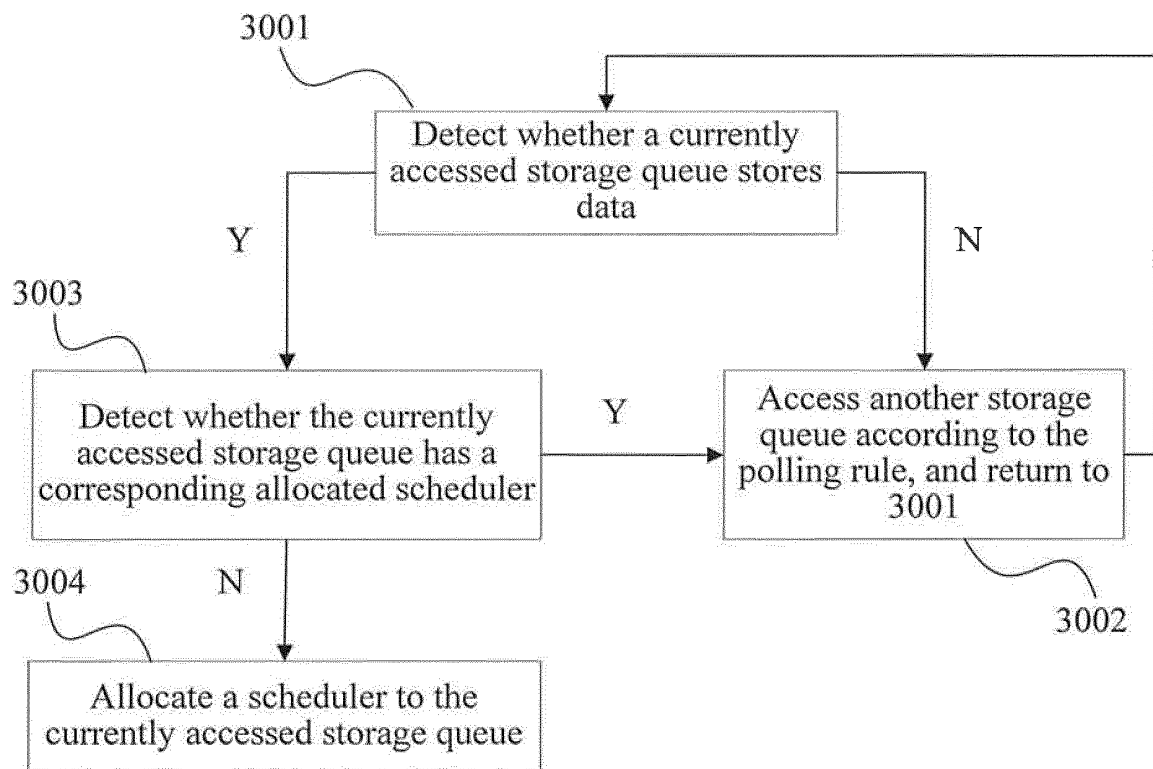 3001
Detect whether a currently
accessed storage queue stores
data
Y
N
3003
Detect whether the currently
accessed storage queue has a
corresponding allocated scheduler
Y
Access another storage
queue according to the
polling rule, and return to
3001
N
3004
3002
Allocate a scheduler to the
currently accessed storage queue